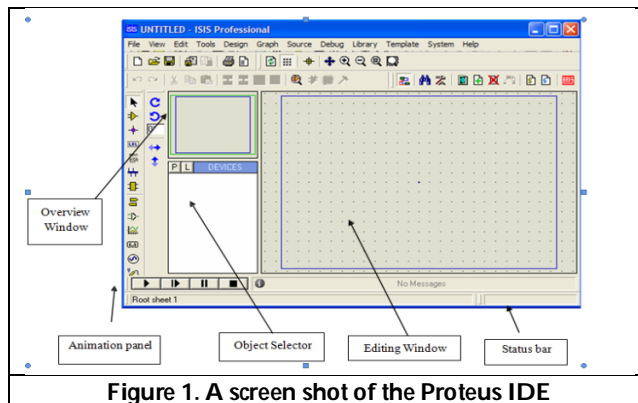 ISIS UNTITLED - ISIS Professional
File View Edit Tools Design Graph Source Debug Library Template System Help
LBL
P L DEVICES
Overview
Window
No Messages
Root sheet 1
Animation panel
Object Selector
Editing Window
Status bar
Figure 1. A screen shot of the Proteus IDE